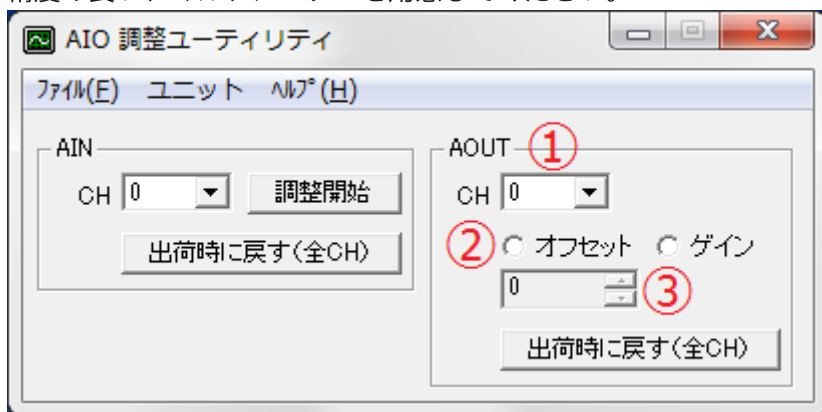 AIO 調整ユーティリティ
ファイル(F) ユニット ヘルプ(H)
AIN
CH 0 調整開始
出荷時に戻す(全CH)
AOUT ①
CH 0
② オフセット ゲイン
0 ③
出荷時に戻す(全CH)